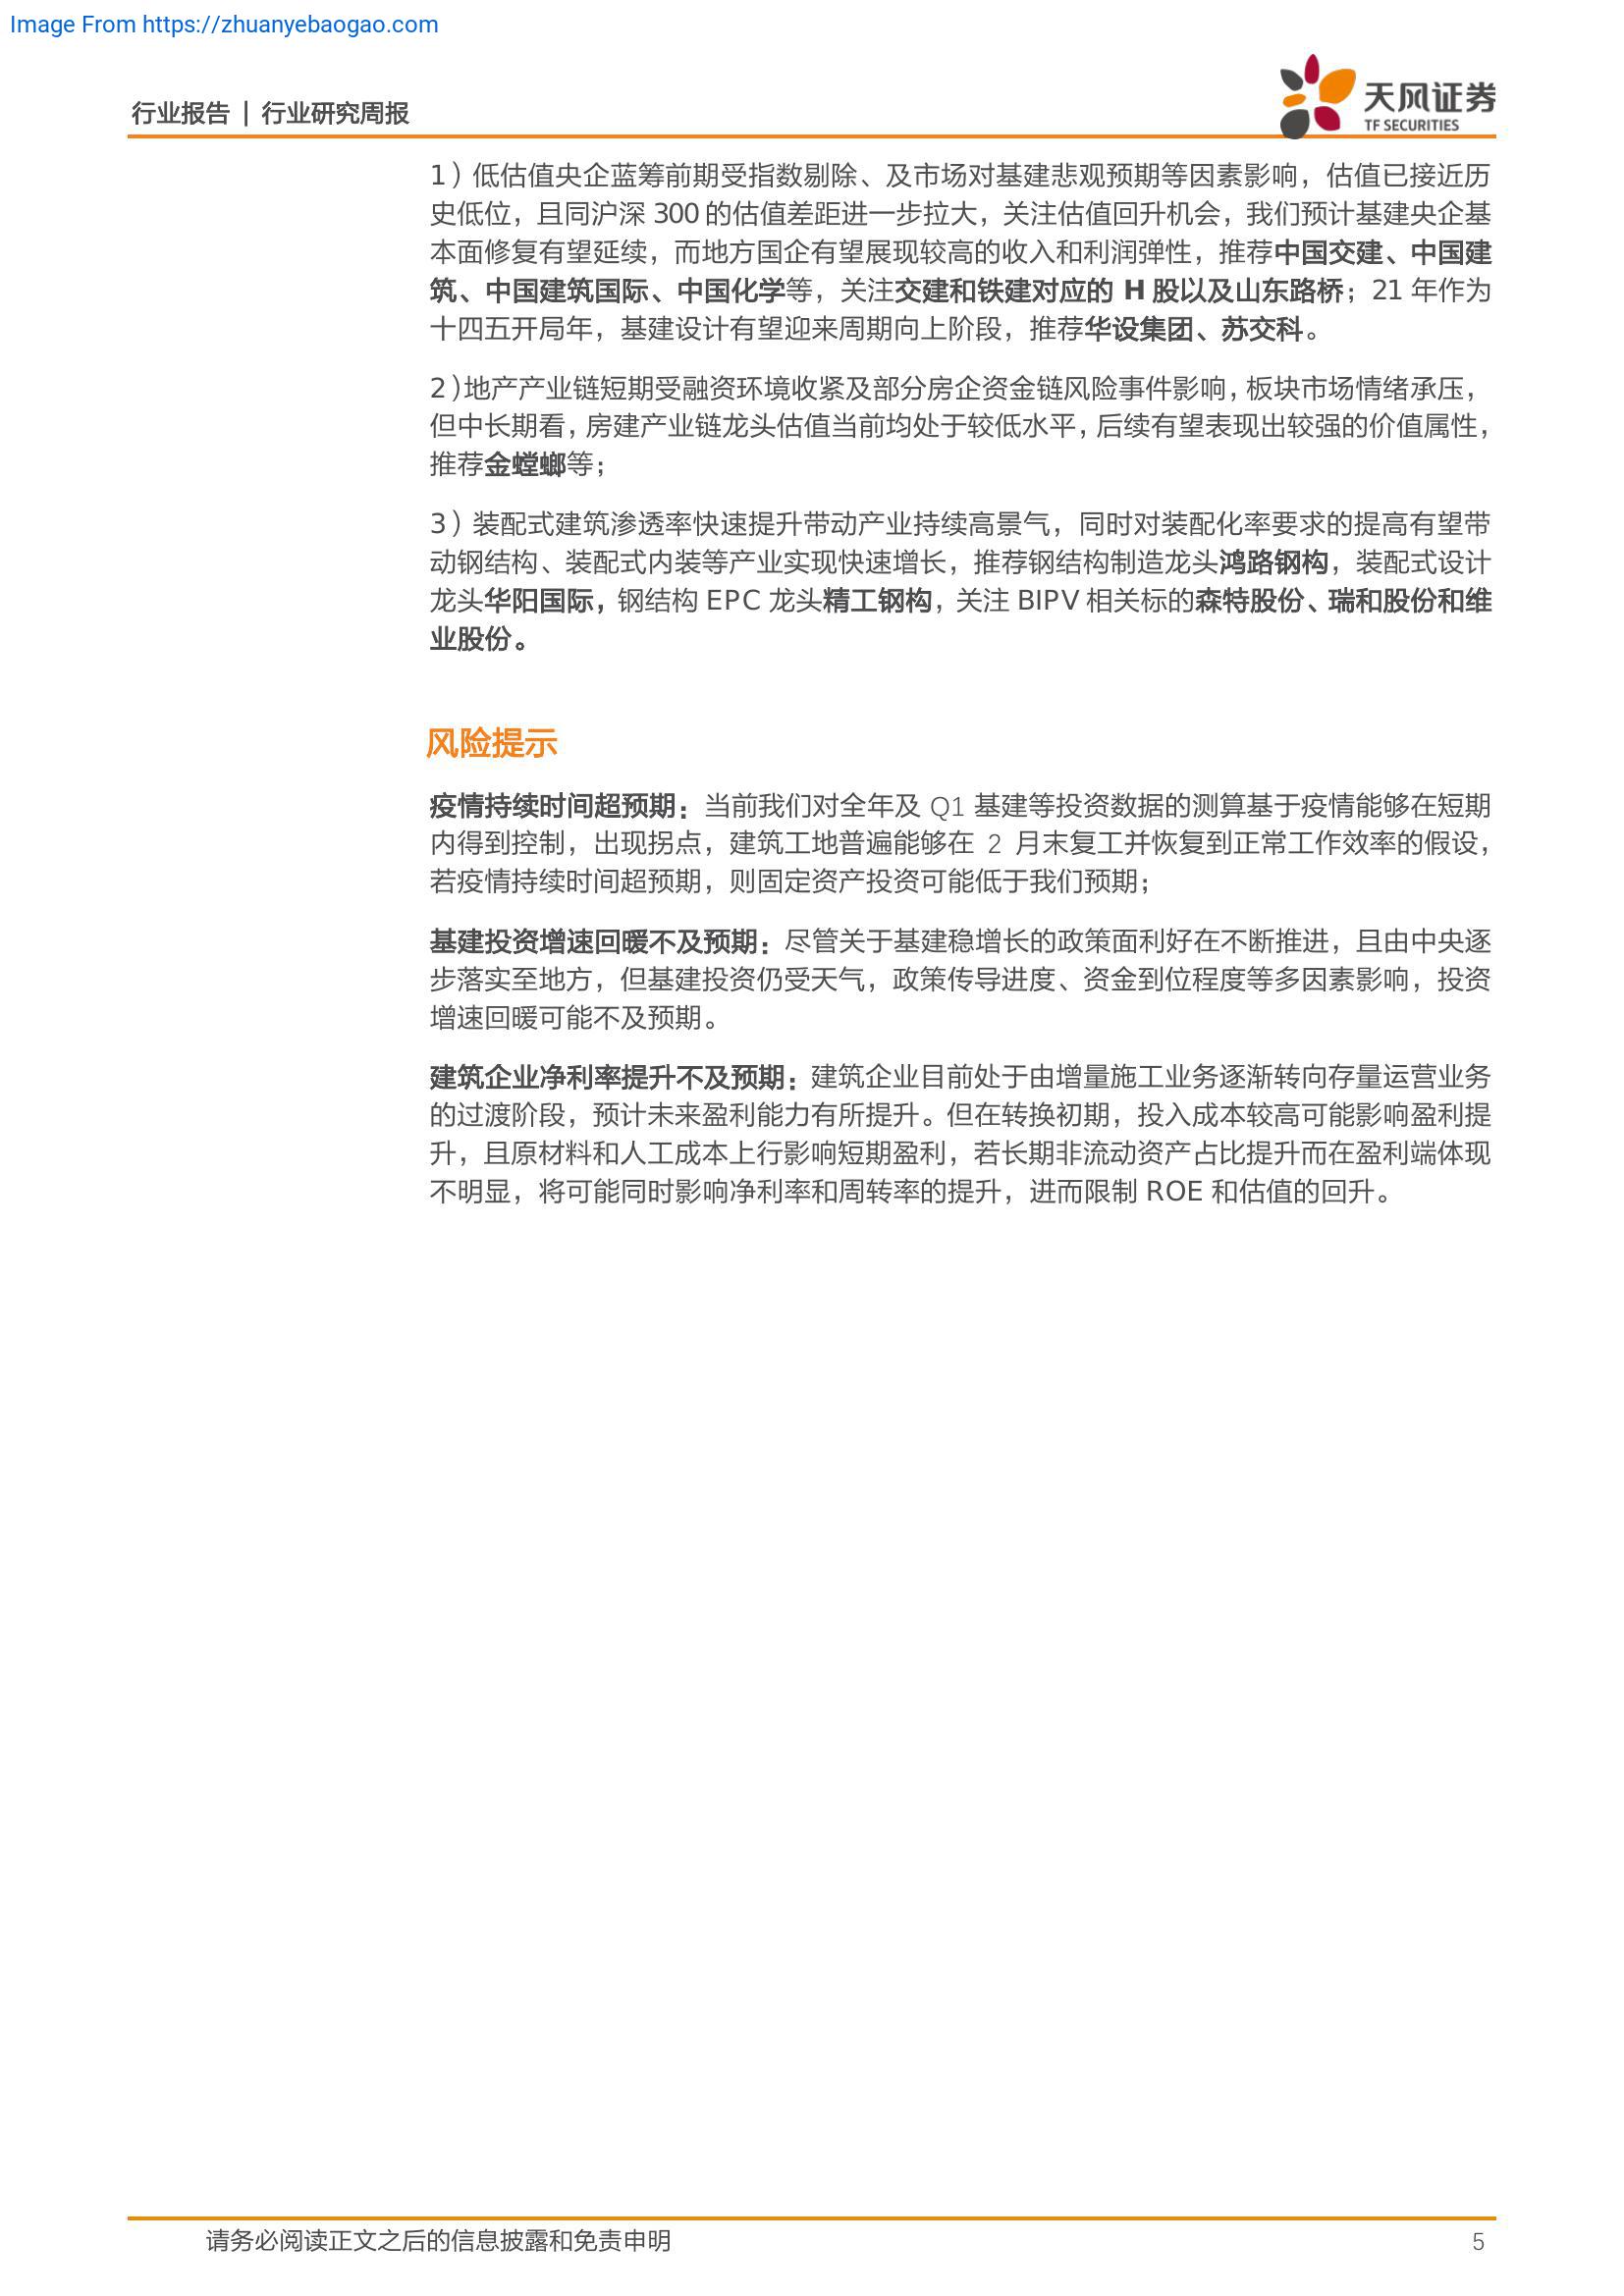 Image From https://zhuanyebaogao.com
行业报告 | 行业研究周报
天风证券
TF SECURITIES
1）低估值央企蓝筹前期受指数剔除、及市场对基建悲观预期等因素影响，估值已接近历
史低位，且同沪深 300 的估值差距进一步拉大，关注估值回升机会，我们预计基建央企基
本面修复有望延续，而地方国企有望展现较高的收入和利润弹性，推荐中国交建、中国建
筑、中国建筑国际、中国化学等，关注交建和铁建对应的 H 股以及山东路桥；21 年作为
十四五开局年，基建设计有望迎来周期向上阶段，推荐华设集团、苏交科。
2）地产产业链短期受融资环境收紧及部分房企资金链风险事件影响，板块市场情绪承压，
但中长期看，房建产业链龙头估值当前均处于较低水平，后续有望表现出较强的价值属性，
推荐金螳螂等；
3）装配式建筑渗透率快速提升带动产业持续高景气，同时对装配化率要求的提高有望带
动钢结构、装配式内装等产业实现快速增长，推荐钢结构制造龙头鸿路钢构，装配式设计
龙头华阳国际，钢结构 EPC 龙头精工钢构，关注 BIPV 相关标的森特股份、瑞和股份和维
业股份。
风险提示
疫情持续时间超预期：当前我们对全年及 Q1 基建等投资数据的测算基于疫情能够在短期
内得到控制，出现拐点，建筑工地普遍能够在 2 月末复工并恢复到正常工作效率的假设，
若疫情持续时间超预期，则固定资产投资可能低于我们预期；
基建投资增速回暖不及预期：尽管关于基建稳增长的政策面利好在不断推进，且由中央逐
步落实至地方，但基建投资仍受天气，政策传导进度、资金到位程度等多因素影响，投资
增速回暖可能不及预期。
建筑企业净利率提升不及预期：建筑企业目前处于由增量施工业务逐渐转向存量运营业务
的过渡阶段，预计未来盈利能力有所提升。但在转换初期，投入成本较高可能影响盈利提
升，且原材料和人工成本上行影响短期盈利，若长期非流动资产占比提升而在盈利端体现
不明显，将可能同时影响净利率和周转率的提升，进而限制 ROE 和估值的回升。
请务必阅读正文之后的信息披露和免责申明
5